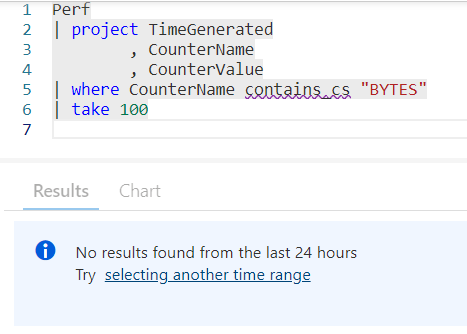 1 Perf
2 | project TimeGenerated
3 , CounterName
4 , CounterValue
5 | where CounterName contains_cs "BYTES"
6 | take 100
7
Results Chart
No results found from the last 24 hours
Try selecting another time range